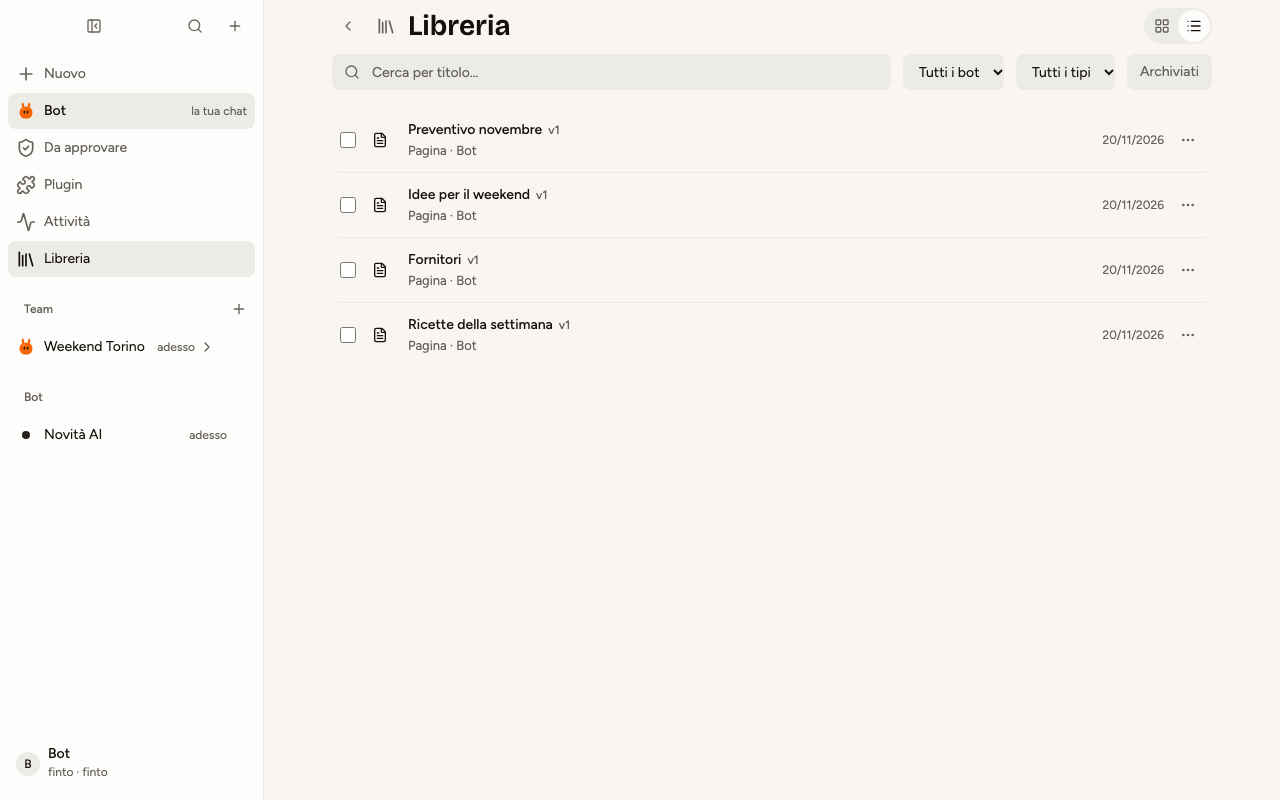 Nuovo
Bot la tua chat
Da approvare
Plugin
Attività
Libreria
Team
Weekend Torino adesso
Bot
Novità AI adesso
B
Bot
finto · finto
Libreria
Cerca per titolo...
Tutti i bot
Tutti i tipi
Archiviati
Preventivo novembre v1
Pagina · Bot
20/11/2026
Idee per il weekend v1
Pagina · Bot
20/11/2026
Fornitori v1
Pagina · Bot
20/11/2026
Ricette della settimana v1
Pagina · Bot
20/11/2026